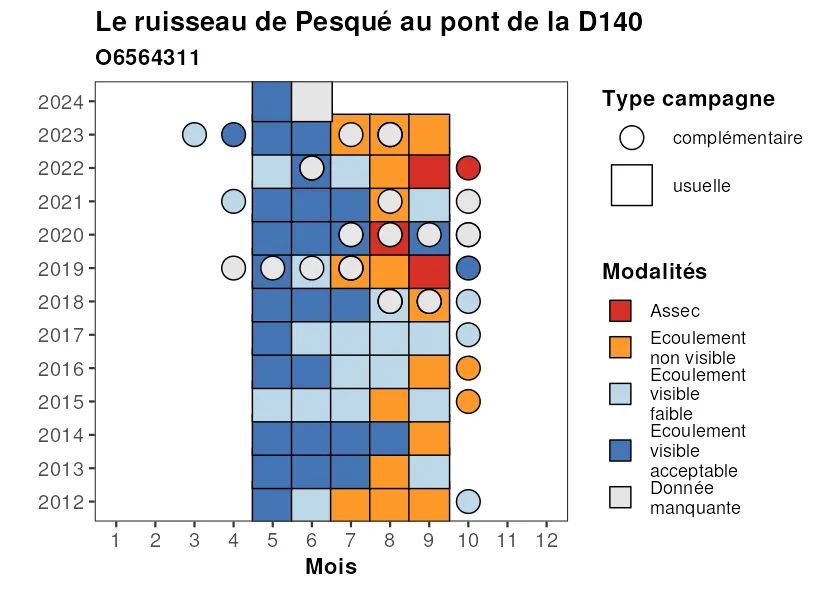 Le ruisseau de Pesqué au pont de la D140
O6564311
2024
2023
2022
2021
2020
2019
2018
2017
2016
2015
2014
2013
2012
1 2 3 4 5 6 7 8 9 10 11 12
Mois
Type campagne
complémentaire
usuelle
Modalités
Assec
Ecoulement
non visible
Ecoulement
visible
faible
Ecoulement
visible
acceptable
Donnée
manquante